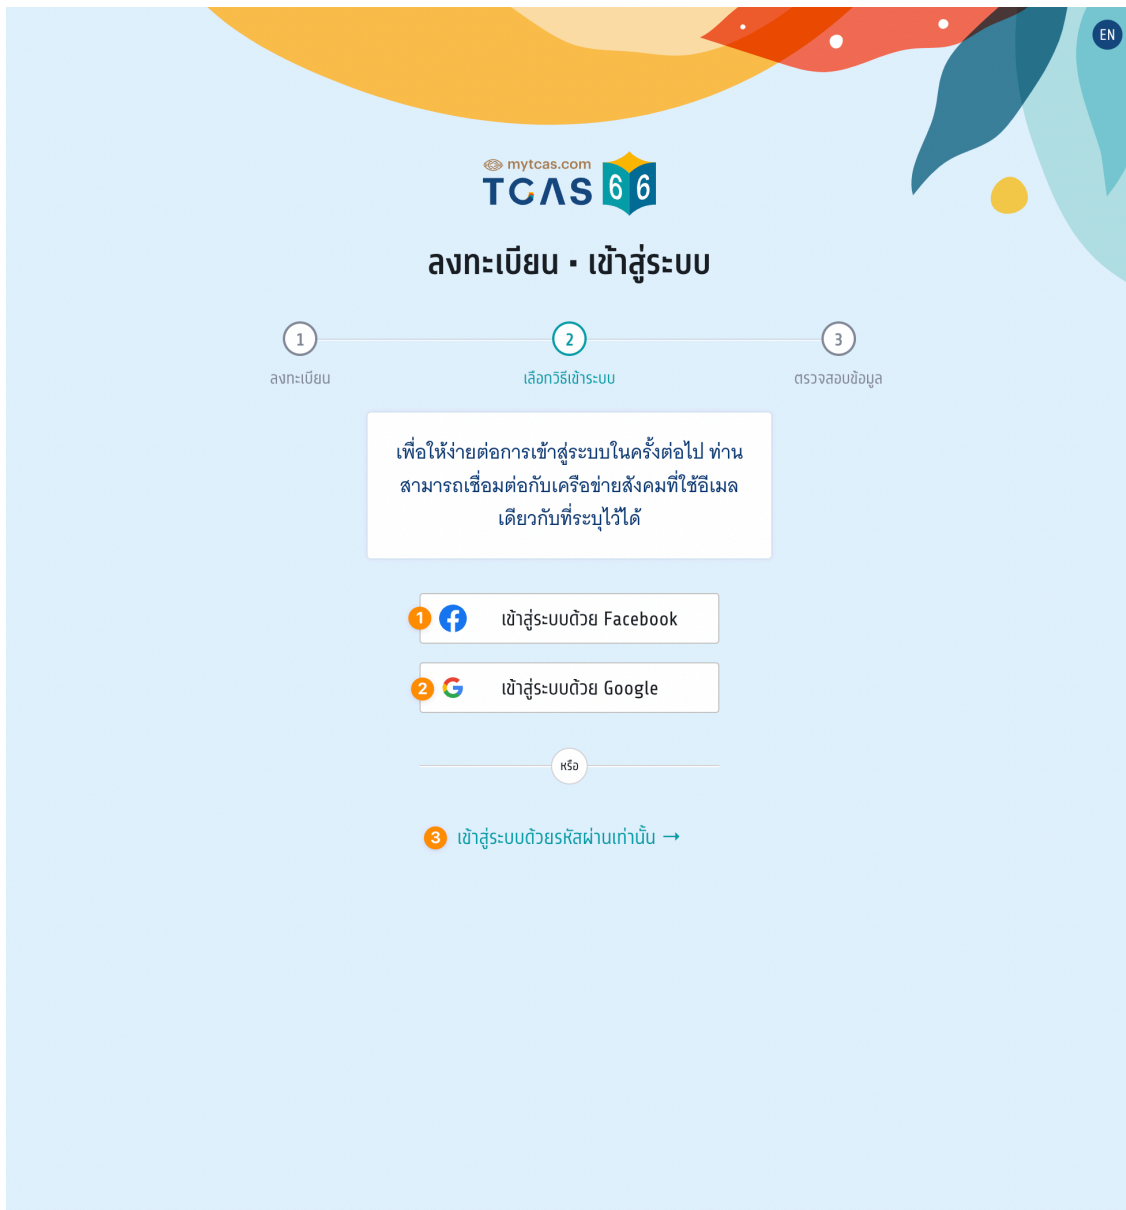 EN
mytcas.com
TCAS 66
ลงทะเบียน · เข้าสู่ระบบ
1 2 3
ลงทะเบียน เลือกวิธีเข้าระบบ ตรวจสอบข้อมูล
เพื่อให้ง่ายต่อการเข้าสู่ระบบในครั้งต่อไป ท่าน
สามารถเชื่อมต่อกับเครือข่ายสังคมที่ใช้อีเมล
เดียวกับที่ระบุไว้ได้
1 เข้าสู่ระบบด้วย Facebook
2 เข้าสู่ระบบด้วย Google
หรือ
3 เข้าสู่ระบบด้วยรหัสผ่านเท่านั้น →